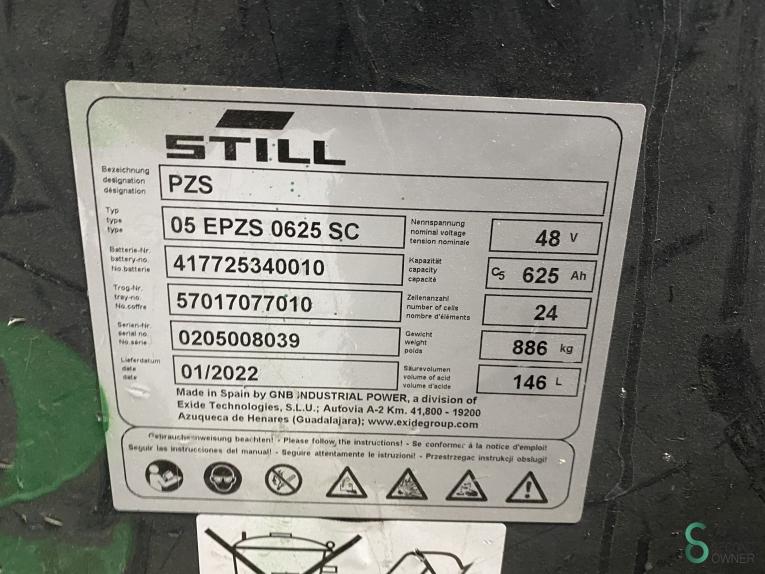 STILL
Bezeichnung
designation
désignation
PZS
Typ
type
type
05 EPZS 0625 SC
Nennspannung
nominal voltage
tension nominale
48 V
Batterie-Nr.
battery-no.
No.batterie
417725340010
Kapazität
capacity
capacité
C5 625 Ah
Trog-Nr.
tray-no.
No.coffre
57017077010
Zellenanzahl
number of cells
nombre d'éléments
24
Serien-Nr.
serial no.
No.série
0205008039
Gewicht
weight
poids
886 kg
Lieferdatum
date
date
01/2022
Säurevolumen
volume of acid
volume d'acide
146 L
Made in Spain by GNB INDUSTRIAL POWER, a division of
Exide Technologies, S.L.U.; Autovia A-2 Km. 41,800 - 19200
Azuqueca de Henares (Guadalajara); www.exidegroup.com
Gebrauchsanweisung beachten! - Please follow the instructions! - Se conformer à la notice d'emploi!
Seguir las instrucciones del manual! - Seguire attentamente le istruzioni! - Przestrzegac instrukcji obslugi!
OWNER